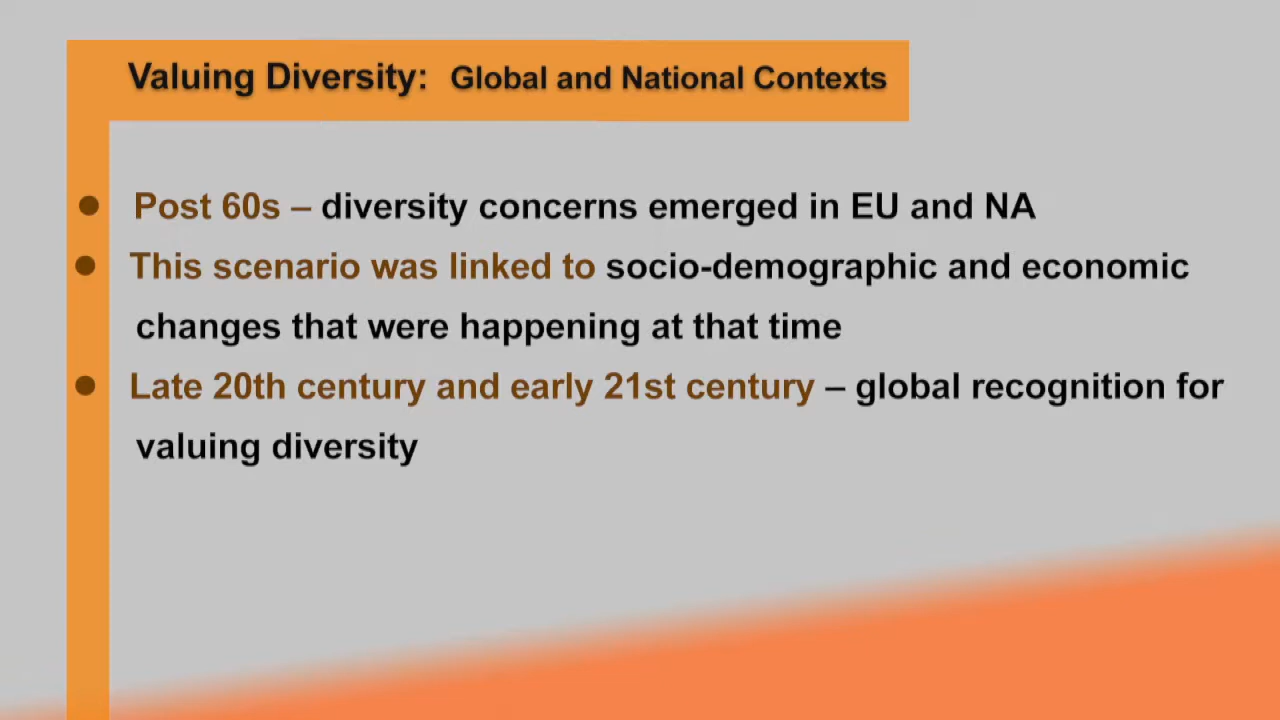 Valuing Diversity: Global and National Contexts
● Post 60s – diversity concerns emerged in EU and NA
● This scenario was linked to socio-demographic and economic
changes that were happening at that time
● Late 20th century and early 21st century – global recognition for
valuing diversity